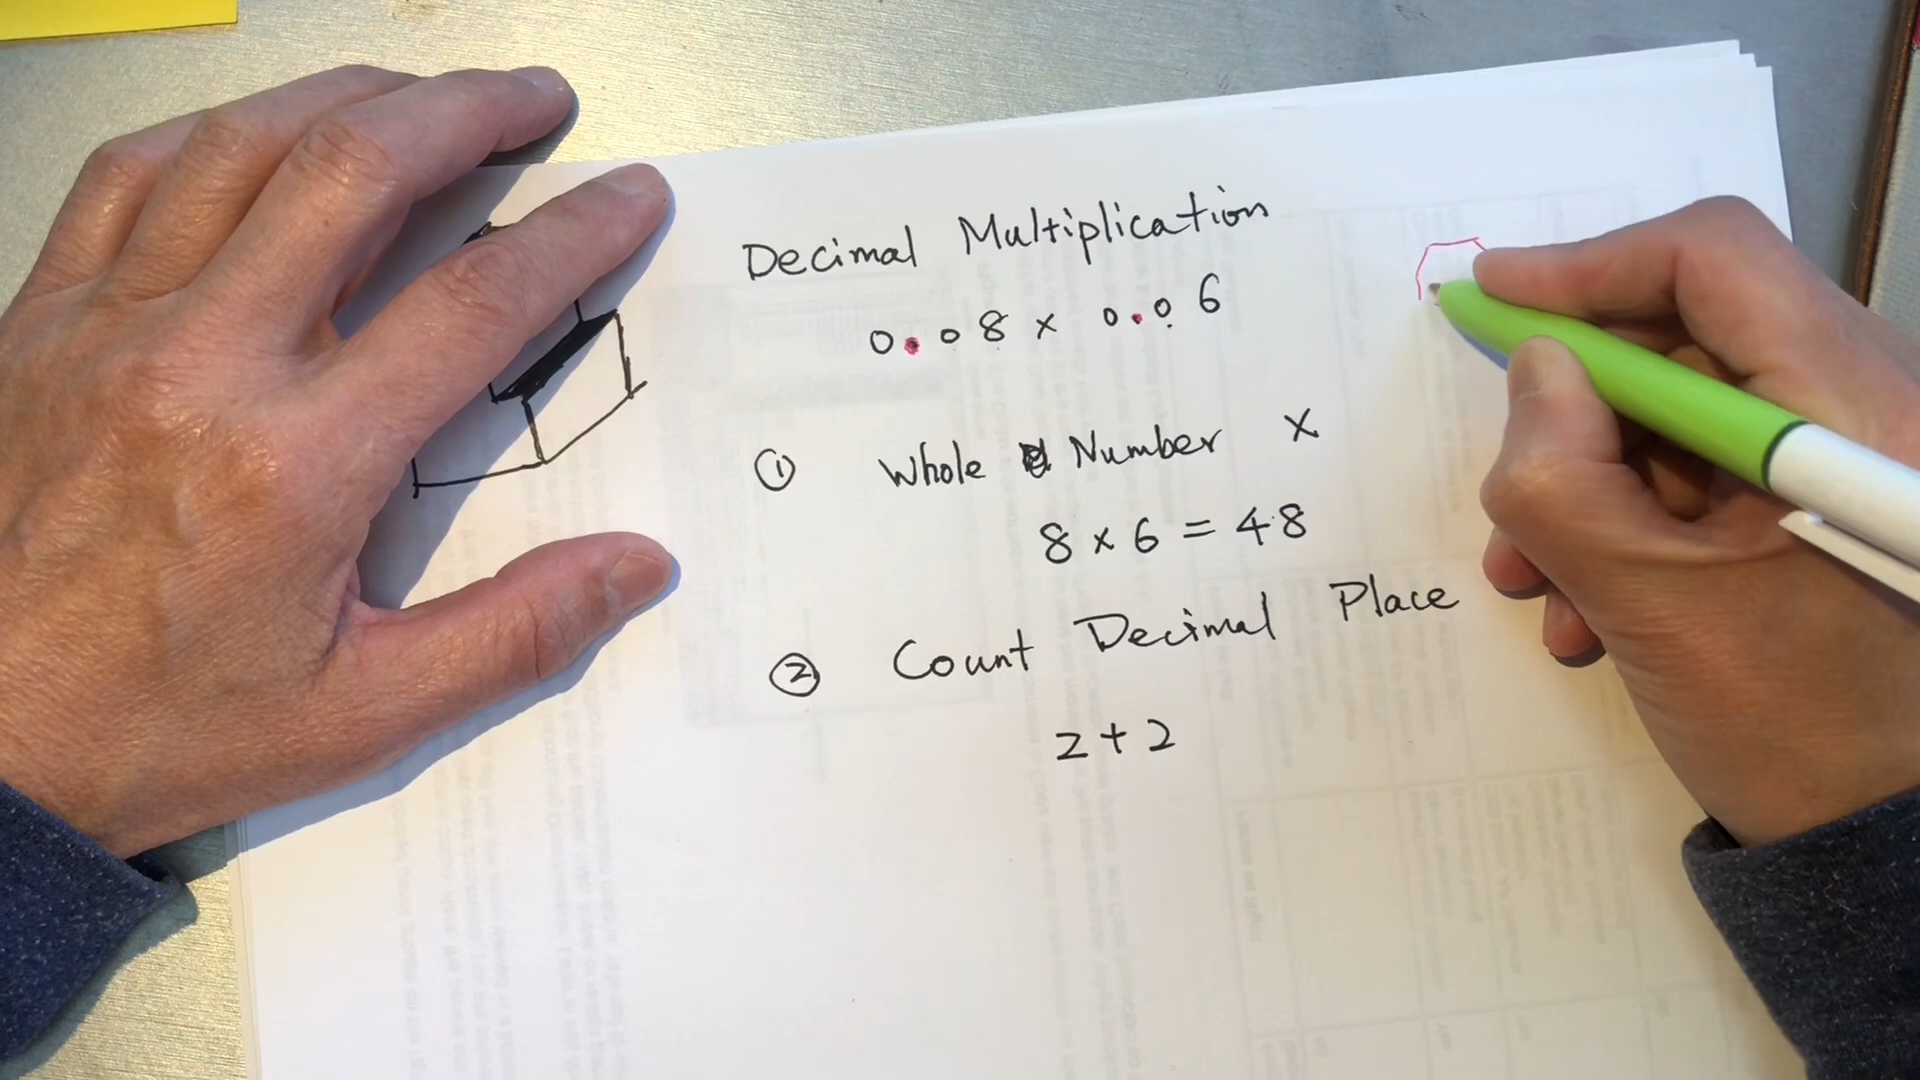 Decimal Multiplication
0.08 × 0.06
① Whole Number ×
8 × 6 = 48
② Count Decimal Place
2 + 2